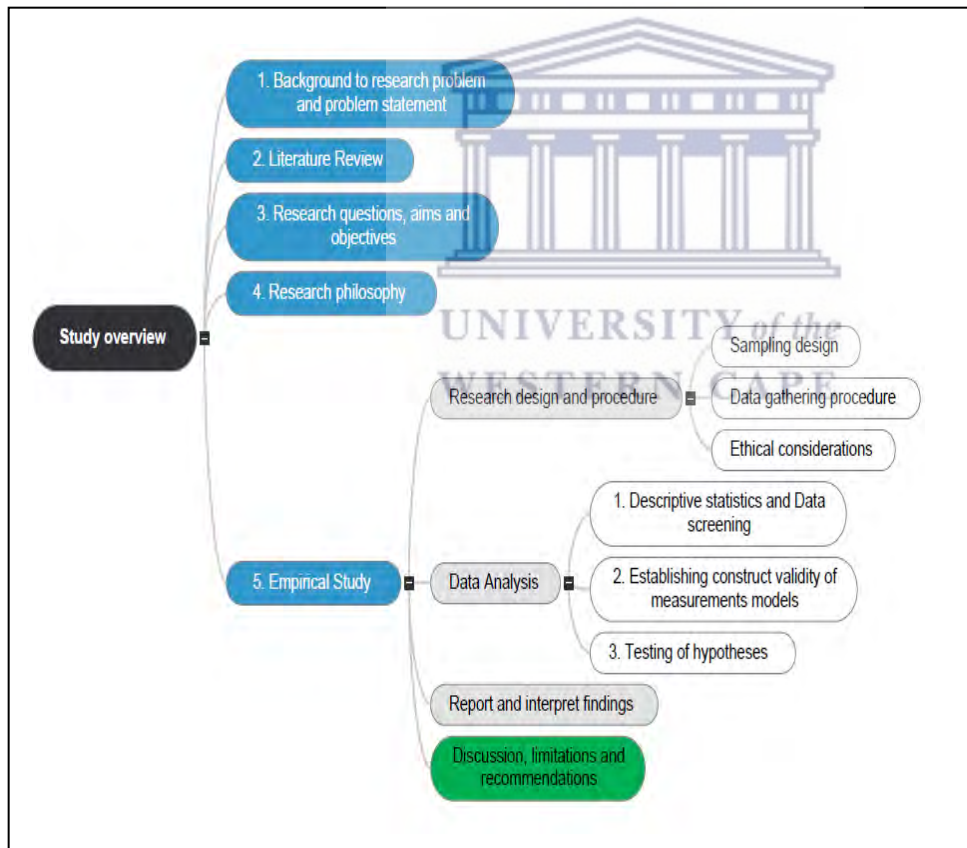 1. Background to research problem
and problem statement
2. Literature Review
3. Research questions, aims and
objectives
4. Research philosophy
Study overview
UNIVERSITY of the
WESTERN CAPE
Sampling design
Research design and procedure
Data gathering procedure
Ethical considerations
1. Descriptive statistics and Data
screening
5. Empirical Study
Data Analysis
2. Establishing construct validity of
measurements models
3. Testing of hypotheses
Report and interpret findings
Discussion, limitations and
recommendations